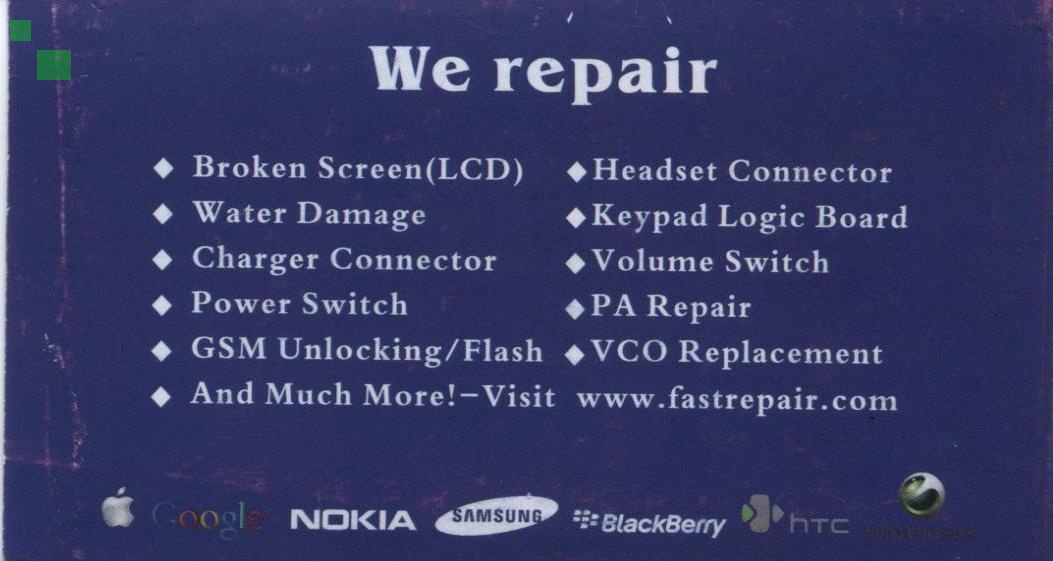 We repair
◆ Broken Screen(LCD) ◆Headset Connector
◆ Water Damage ◆Keypad Logic Board
◆ Charger Connector ◆Volume Switch
◆ Power Switch ◆PA Repair
◆ GSM Unlocking/Flash ◆VCO Replacement
◆ And Much More!–Visit www.fastrepair.com
Google NOKIA SAMSUNG BlackBerry hTC Sony Ericsson